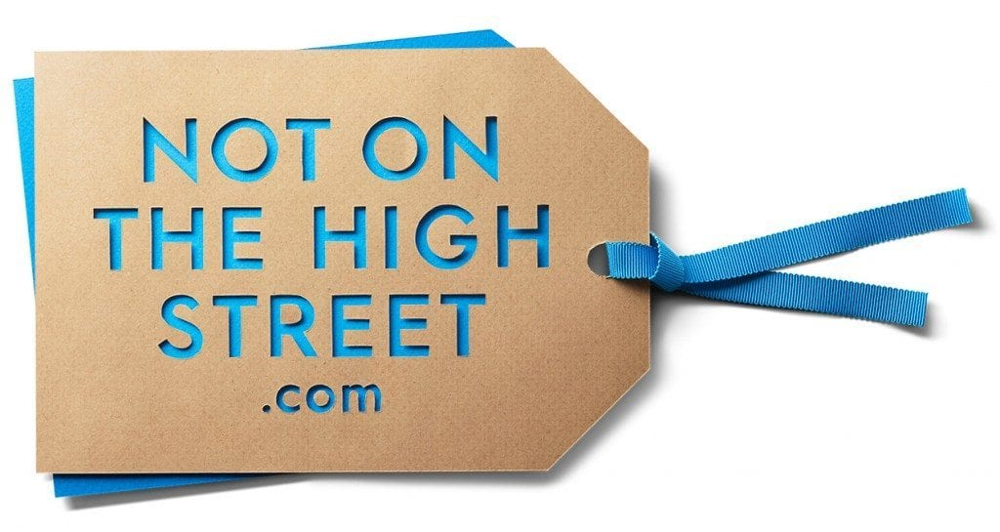 NOT ON
THE HIGH
STREET
.com